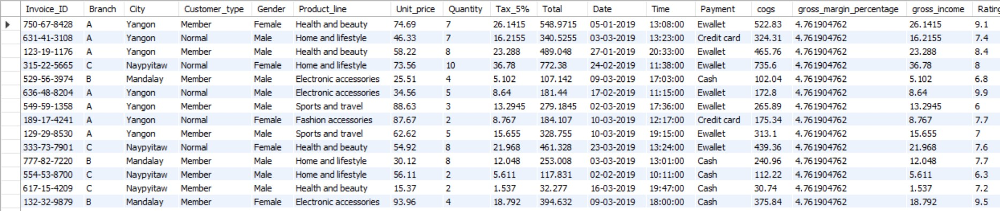 Invoice_ID Branch City Customer_type Gender Product_line Unit_price Quantity Tax_5% Total Date Time Payment cogs gross_margin_percentage gross_income Rating
750-67-8428 A Yangon Member Female Health and beauty 74.69 7 26.1415 548.9715 05-01-2019 13:08:00 Ewallet 522.83 4.761904762 26.1415 9.1
631-41-3108 A Yangon Normal Male Home and lifestyle 46.33 7 16.2155 340.5255 03-03-2019 13:23:00 Credit card 324.31 4.761904762 16.2155 7.4
123-19-1176 A Yangon Member Male Health and beauty 58.22 8 23.288 489.048 27-01-2019 20:33:00 Ewallet 465.76 4.761904762 23.288 8.4
315-22-5665 C Naypyitaw Normal Female Home and lifestyle 73.56 10 36.78 772.38 24-02-2019 11:38:00 Ewallet 735.6 4.761904762 36.78 8
529-56-3974 B Mandalay Member Male Electronic accessories 25.51 4 5.102 107.142 09-03-2019 17:03:00 Cash 102.04 4.761904762 5.102 6.8
636-48-8204 A Yangon Normal Male Electronic accessories 34.56 5 8.64 181.44 17-02-2019 11:15:00 Ewallet 172.8 4.761904762 8.64 9.9
549-59-1358 A Yangon Member Male Sports and travel 88.63 3 13.2945 279.1845 02-03-2019 17:36:00 Ewallet 265.89 4.761904762 13.2945 6
189-17-4241 A Yangon Normal Female Fashion accessories 87.67 2 8.767 184.107 10-03-2019 12:17:00 Credit card 175.34 4.761904762 8.767 7.7
129-29-8530 A Yangon Member Male Sports and travel 62.62 5 15.655 328.755 10-03-2019 19:15:00 Ewallet 313.1 4.761904762 15.655 7
333-73-7901 C Naypyitaw Normal Female Health and beauty 54.92 8 21.968 461.328 23-03-2019 13:24:00 Ewallet 439.36 4.761904762 21.968 7.6
777-82-7220 B Mandalay Member Male Home and lifestyle 30.12 8 12.048 253.008 03-03-2019 13:01:00 Cash 240.96 4.761904762 12.048 7.7
554-53-8700 C Naypyitaw Member Male Home and lifestyle 56.11 2 5.611 117.831 02-02-2019 10:11:00 Cash 112.22 4.761904762 5.611 6.3
617-15-4209 C Naypyitaw Member Male Health and beauty 15.37 2 1.537 32.277 16-03-2019 19:47:00 Cash 30.74 4.761904762 1.537 7.2
132-32-9879 B Mandalay Member Female Electronic accessories 93.96 4 18.792 394.632 09-03-2019 18:00:00 Cash 375.84 4.761904762 18.792 9.5